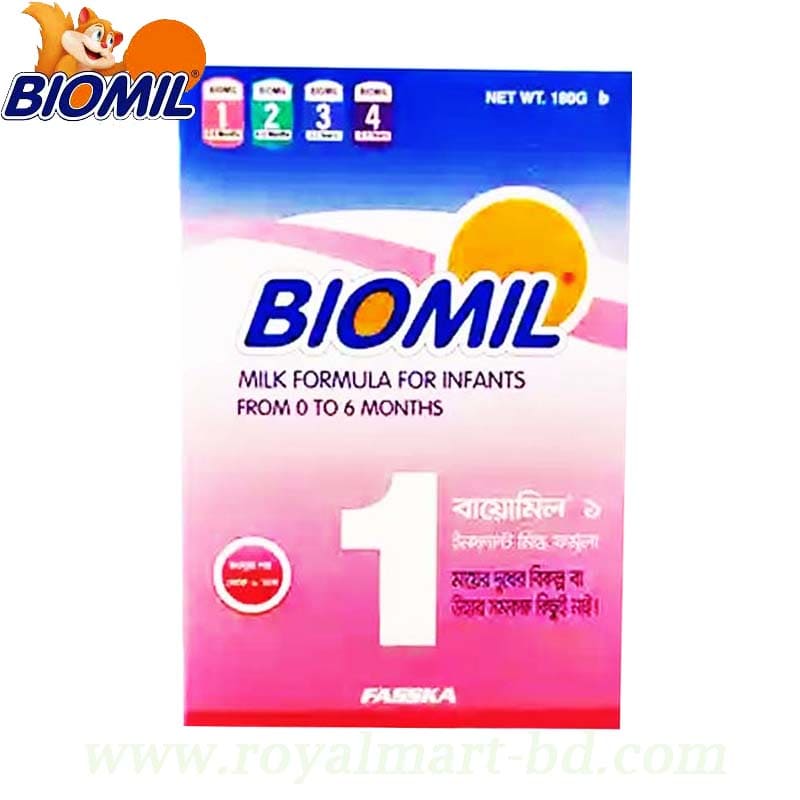 BIOMIL®
BIOMIL 1
BIOMIL 2
BIOMIL 3
BIOMIL 4
NET WT. 180G b
BIOMIL®
MILK FORMULA FOR INFANTS
FROM 0 TO 6 MONTHS
1
বায়োমিল ১
ইনফ্যান্ট মিল্ক ফর্মুলা
মায়ের দুধের বিকল্প বা
উহার সমকক্ষ কিছুই নাই।
FASSKA
www.royalmart-bd.com